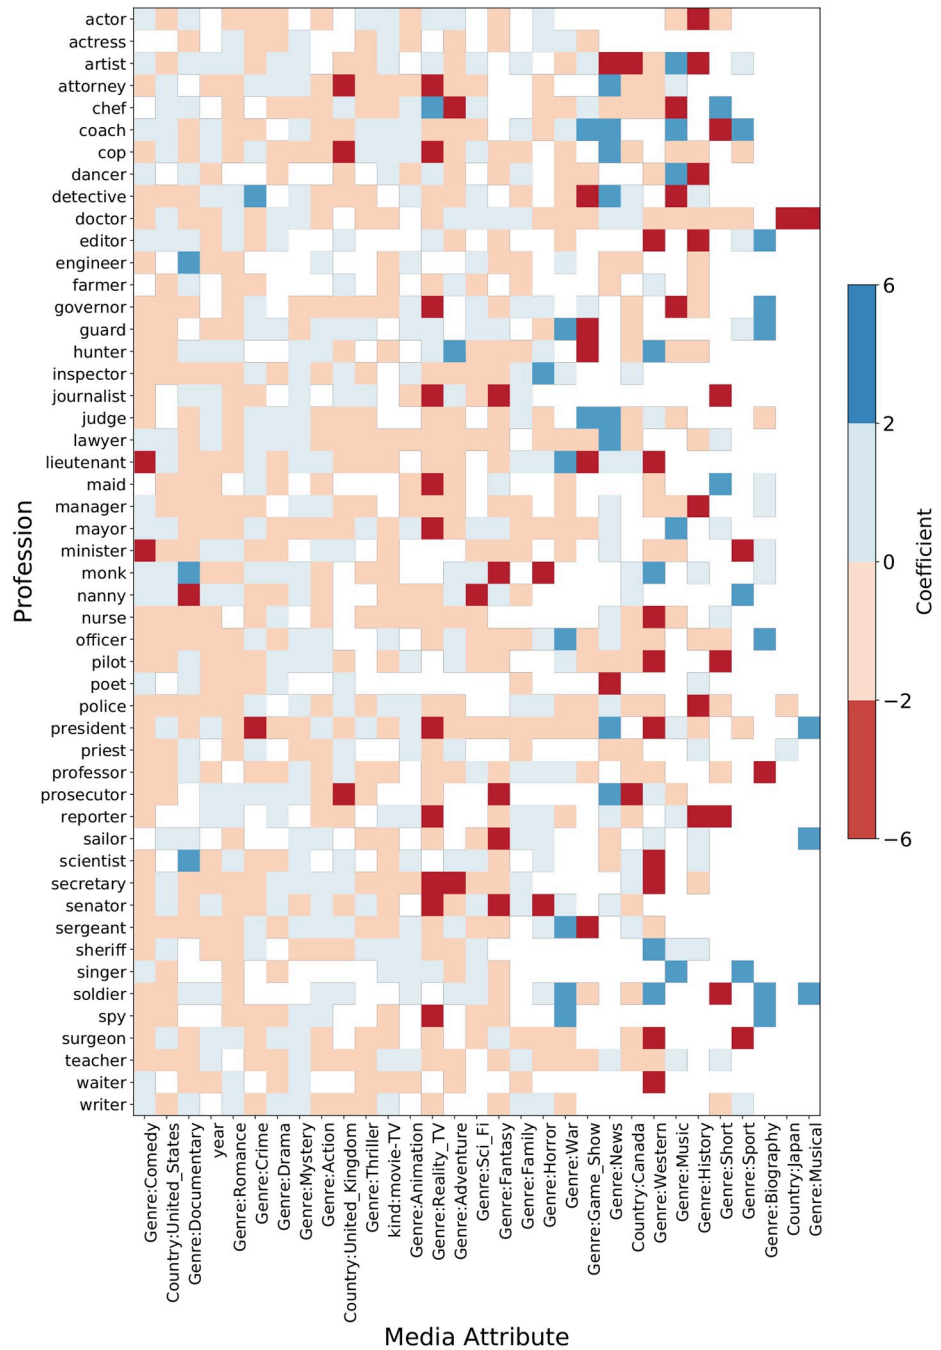 actor
actress
artist
attorney
chef
coach
cop
dancer
detective
doctor
editor
engineer
farmer
governor
guard
hunter
inspector
journalist
judge
lawyer
lieutenant
maid
manager
mayor
minister
monk
nanny
nurse
officer
pilot
poet
police
president
priest
professor
prosecutor
reporter
sailor
scientist
secretary
senator
sergeant
sheriff
singer
soldier
spy
surgeon
teacher
waiter
writer
Profession
Genre:Comedy
Country:United_States
Genre:Documentary
year
Genre:Romance
Genre:Crime
Genre:Drama
Genre:Mystery
Genre:Action
Country:United_Kingdom
Genre:Thriller
kind:movie-TV
Genre:Animation
Genre:Reality_TV
Genre:Adventure
Genre:Sci_Fi
Genre:Fantasy
Genre:Family
Genre:Horror
Genre:War
Genre:Game_Show
Genre:News
Country:Canada
Genre:Western
Genre:Music
Genre:History
Genre:Short
Genre:Sport
Genre:Biography
Country:Japan
Genre:Musical
Media Attribute
6
2
0
−2
−6
Coefficient